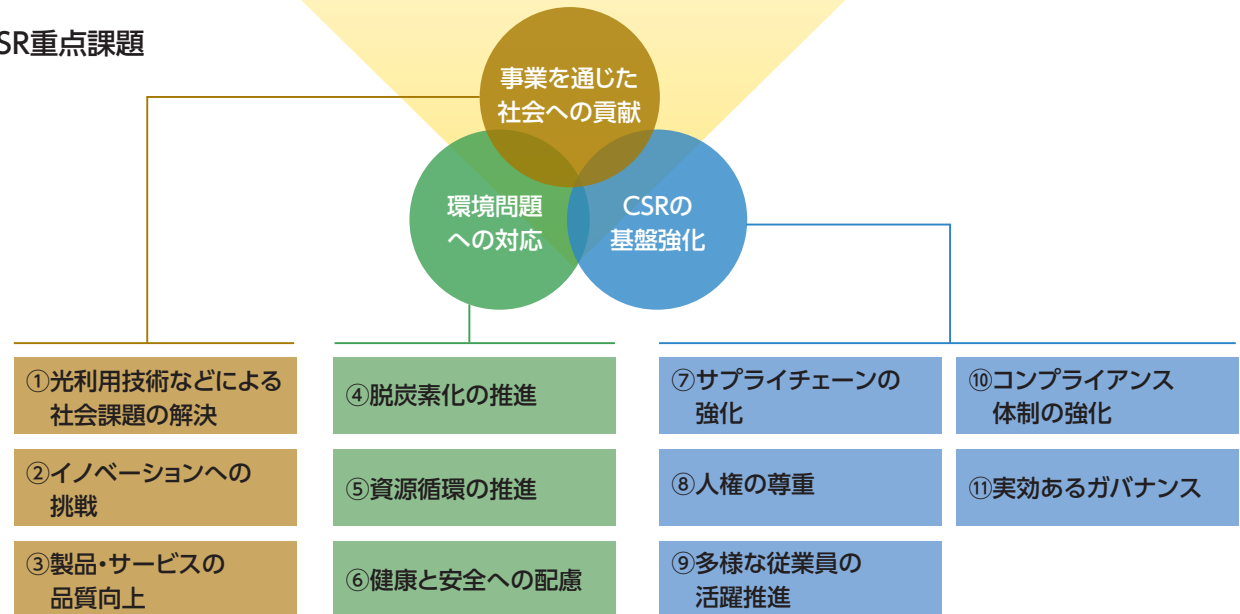 SR重点課題
事業を通じた
社会への貢献
環境問題
への対応
CSRの
基盤強化
①光利用技術などによる
社会課題の解決
②イノベーションへの
挑戦
③製品・サービスの
品質向上
④脱炭素化の推進
⑤資源循環の推進
⑥健康と安全への配慮
⑦サプライチェーンの
強化
⑧人権の尊重
⑨多様な従業員の
活躍推進
⑩コンプライアンス
体制の強化
⑪実効あるガバナンス